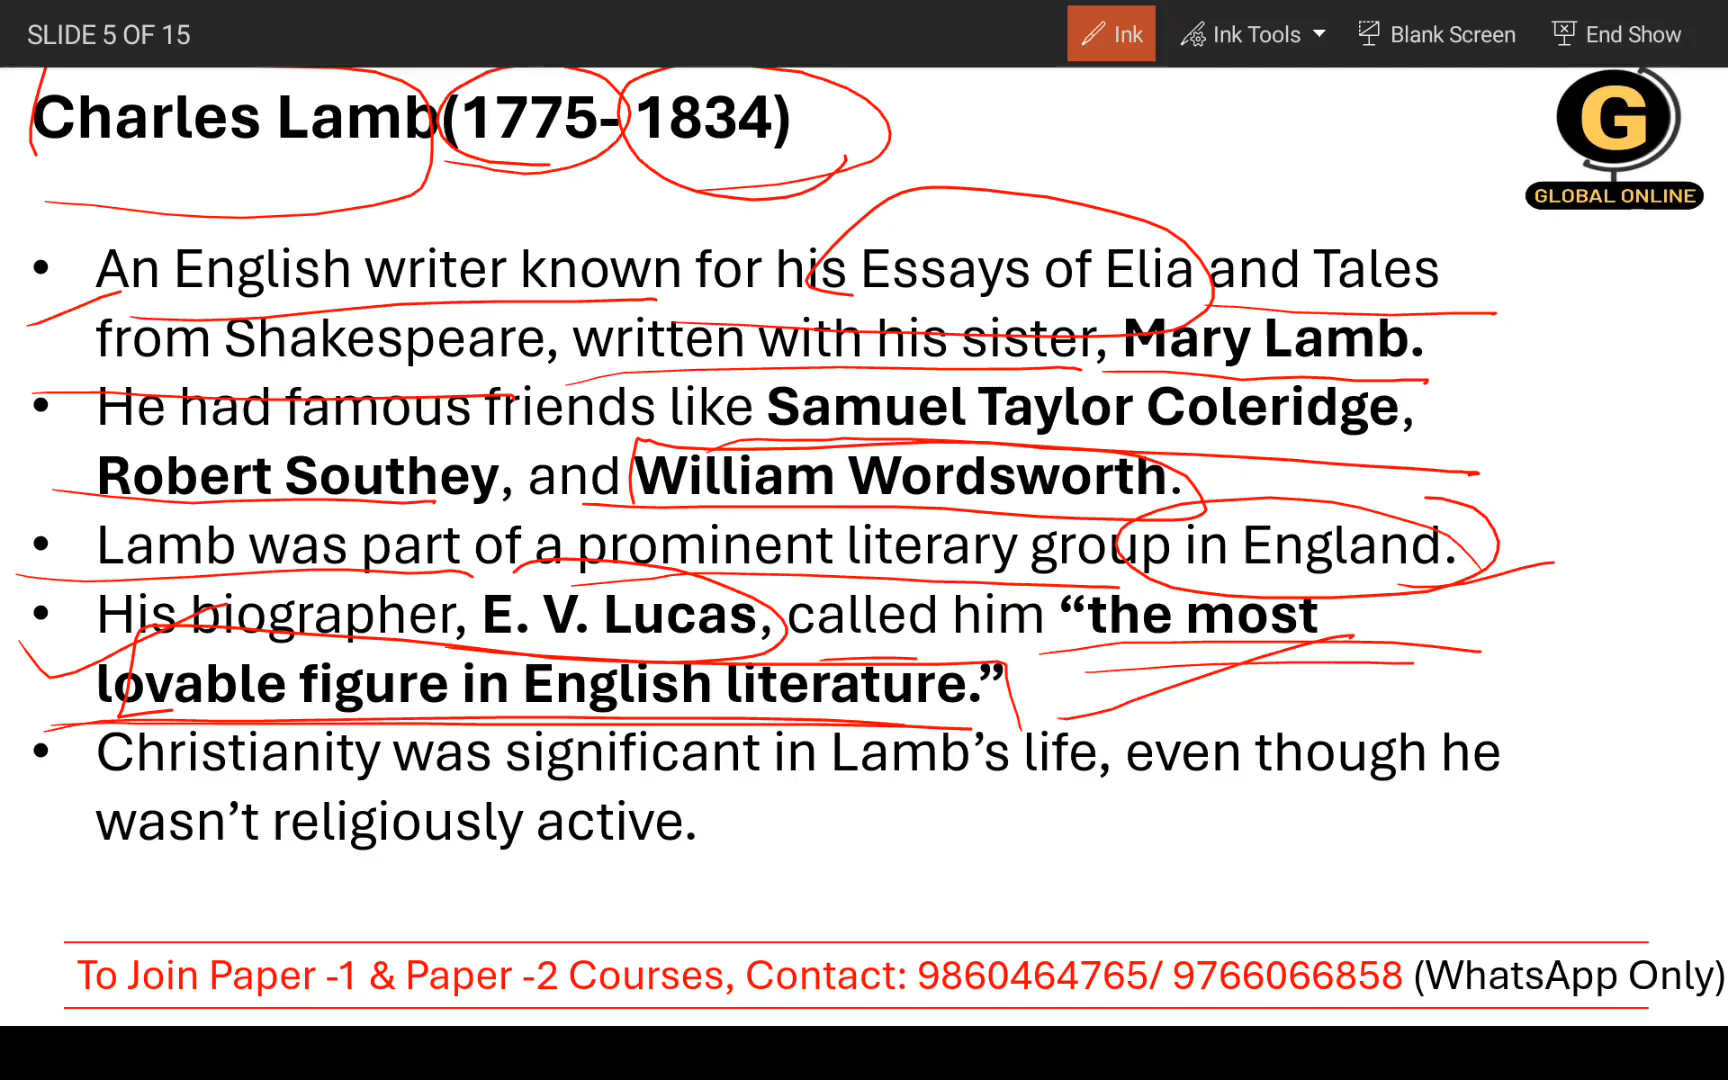 SLIDE 5 OF 15
Ink
Ink Tools
Blank Screen
End Show
Charles Lamb(1775- 1834)
G
GLOBAL ONLINE
• An English writer known for his Essays of Elia and Tales
from Shakespeare, written with his sister, Mary Lamb.
• He had famous friends like Samuel Taylor Coleridge,
Robert Southey, and William Wordsworth.
• Lamb was part of a prominent literary group in England.
• His biographer, E. V. Lucas, called him “the most
lovable figure in English literature.”
• Christianity was significant in Lamb’s life, even though he
wasn’t religiously active.
To Join Paper -1 & Paper -2 Courses, Contact: 9860464765/ 9766066858 (WhatsApp Only)